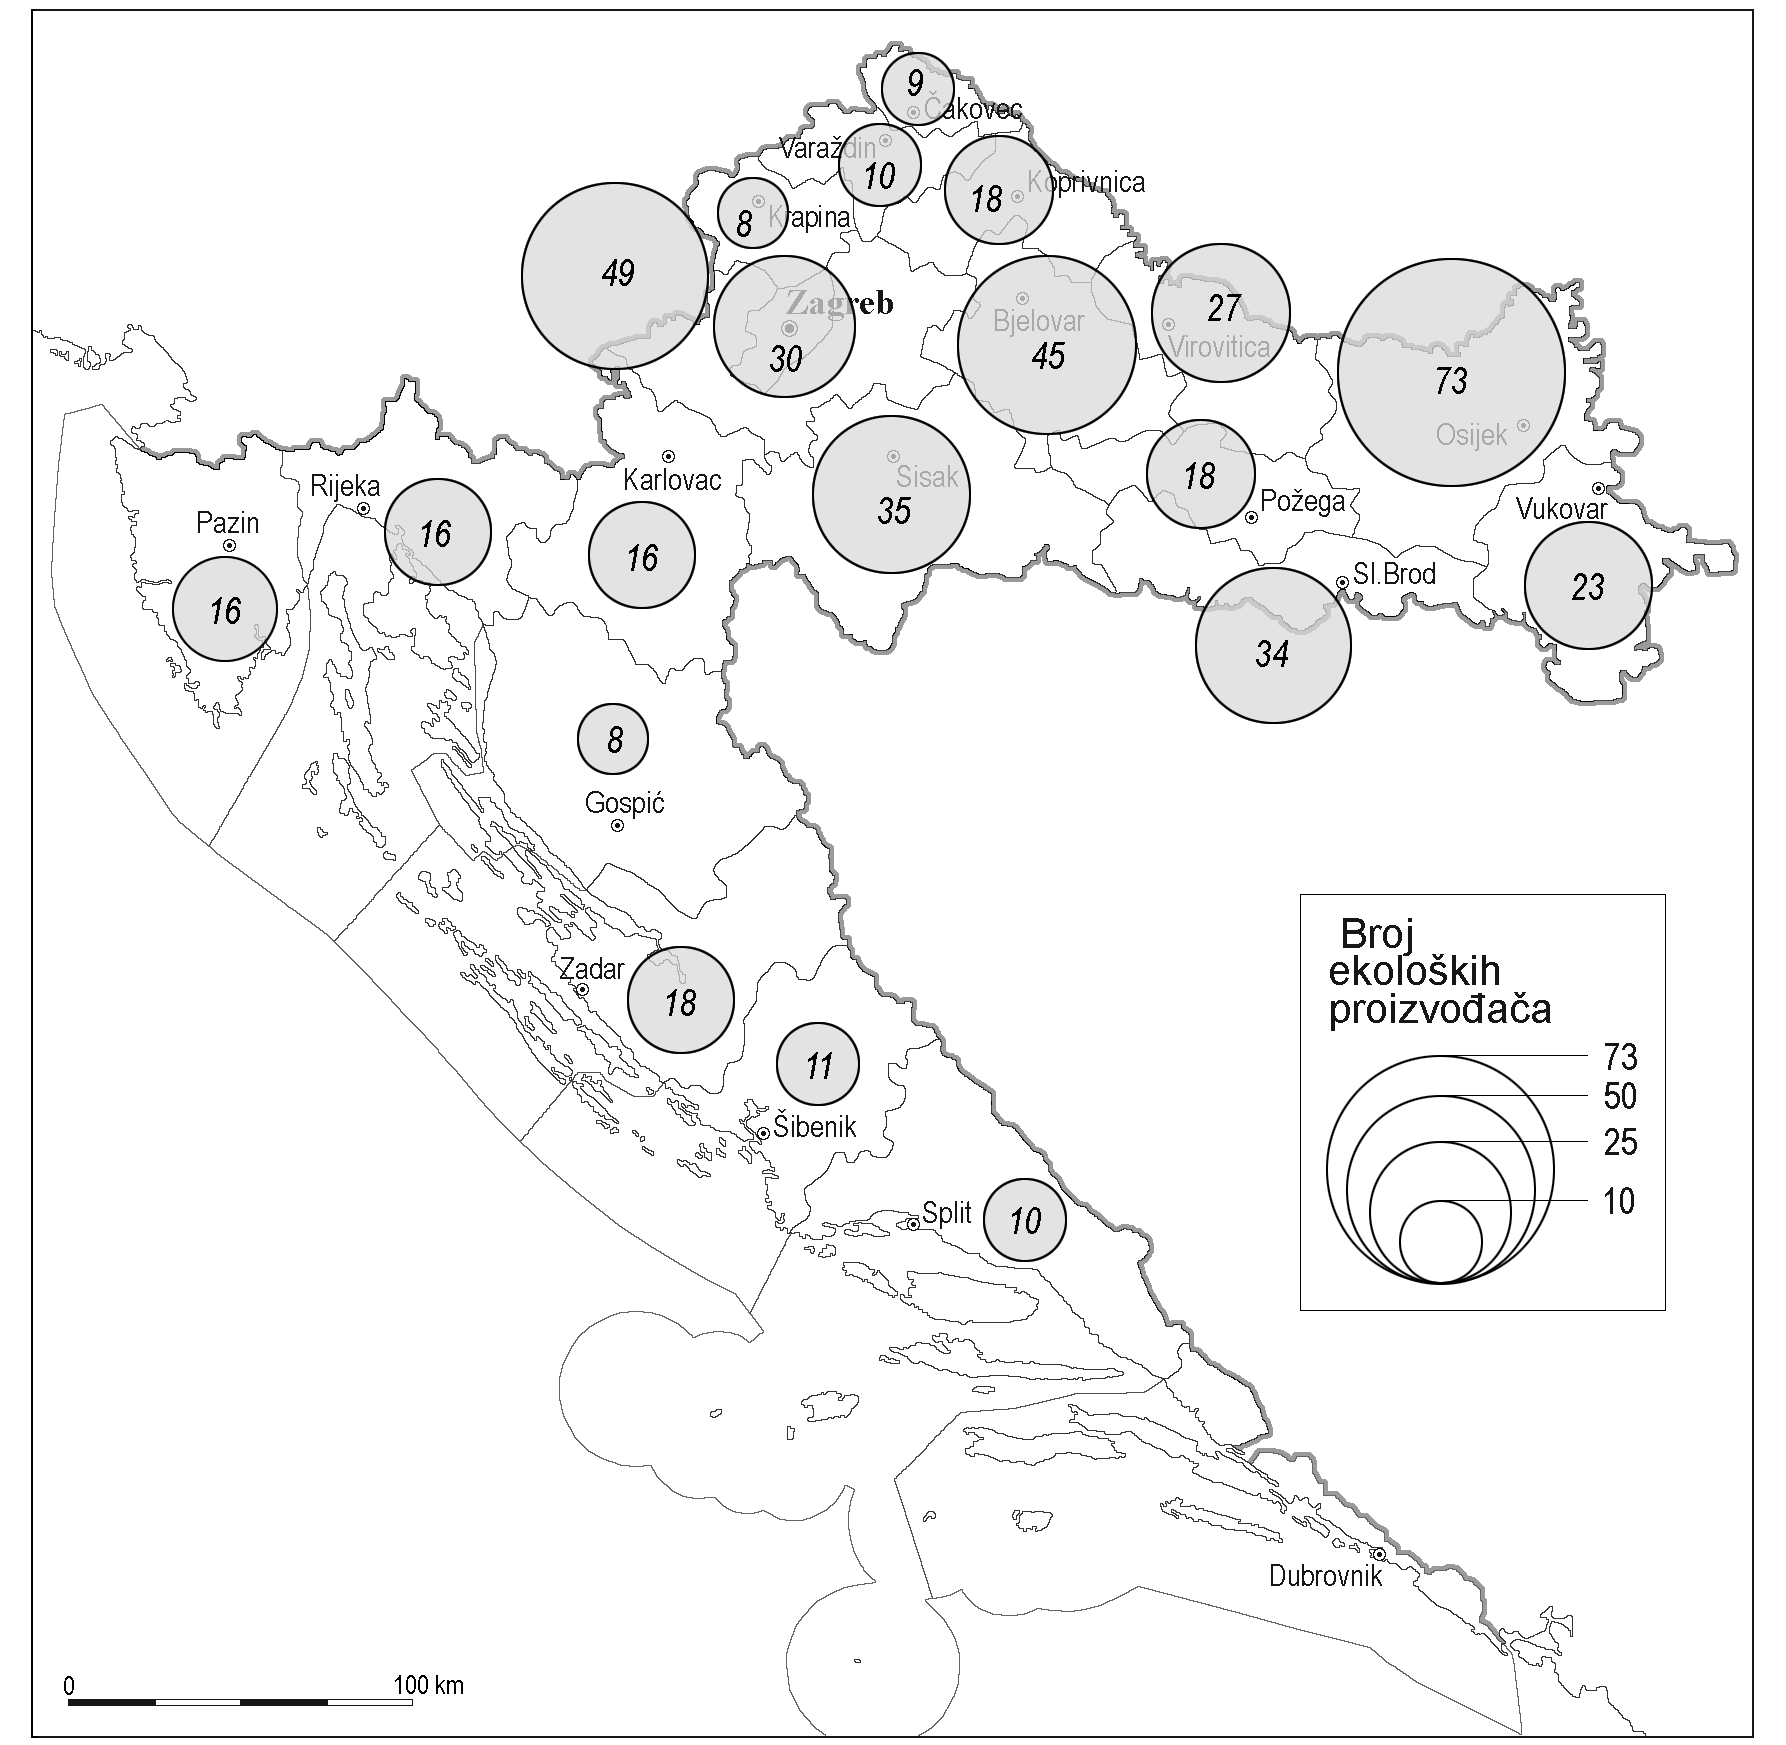 9
Čakovec
Varaždin
10
18
Koprivnica
8
Krapina
49
Zagreb
30
Bjelovar
45
27
Virovitica
73
Osijek
Sisak
35
18
Požega
Vukovar
23
Sl.Brod
34
Karlovac
16
Rijeka
16
Pazin
16
8
Gospić
Zadar
18
11
Šibenik
Split
10
Dubrovnik
Broj
ekoloških
proizvođača
73
50
25
10
0
100 km